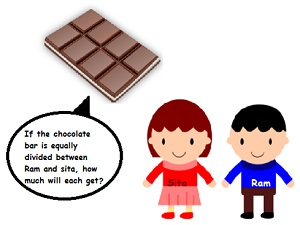 If the chocolate
bar is equally
divided between
Ram and sita, how
much will each get?
Sita
Ram